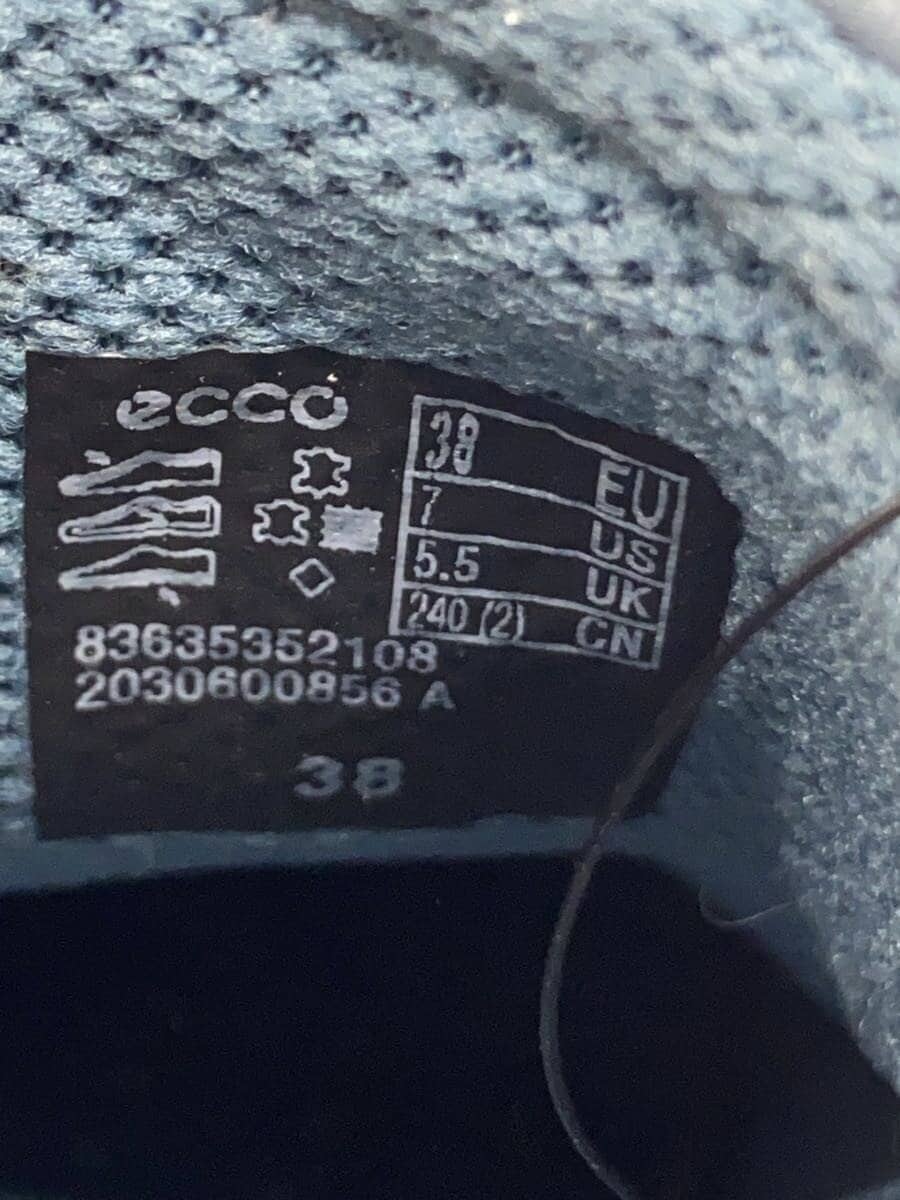 ecco
38 EU
7 US
5.5 UK
240 (2) CN
83635352108
2030600856 A
38